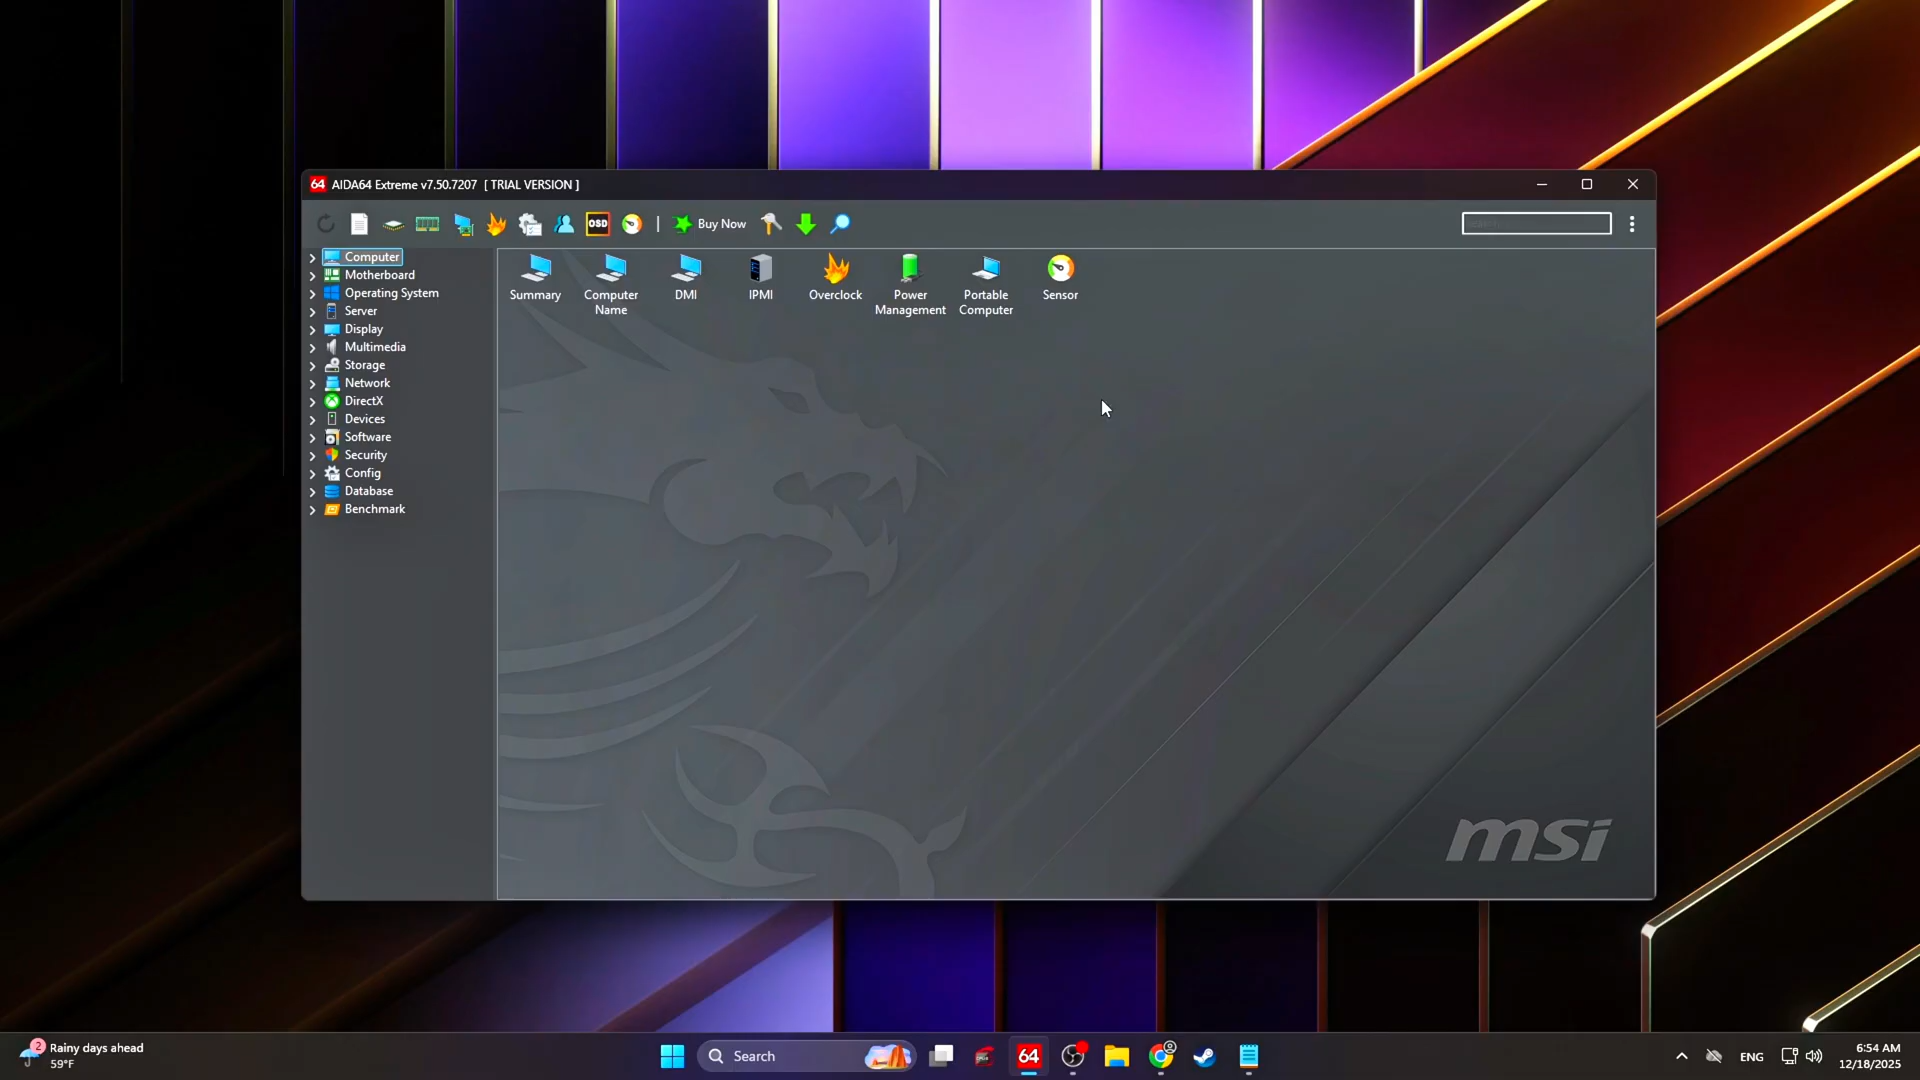 64 AIDA64 Extreme v7.50.7207 [ TRIAL VERSION ]
OSD | Buy Now
Computer
Motherboard
Operating System
Server
Display
Multimedia
Storage
Network
DirectX
Devices
Software
Security
Config
Database
Benchmark
Summary
Computer
Name
DMI
IPMI
Overclock
Power
Management
Portable
Computer
Sensor
msi
2
Rainy days ahead
59°F
Search
64
ENG
6:54 AM
12/18/2025